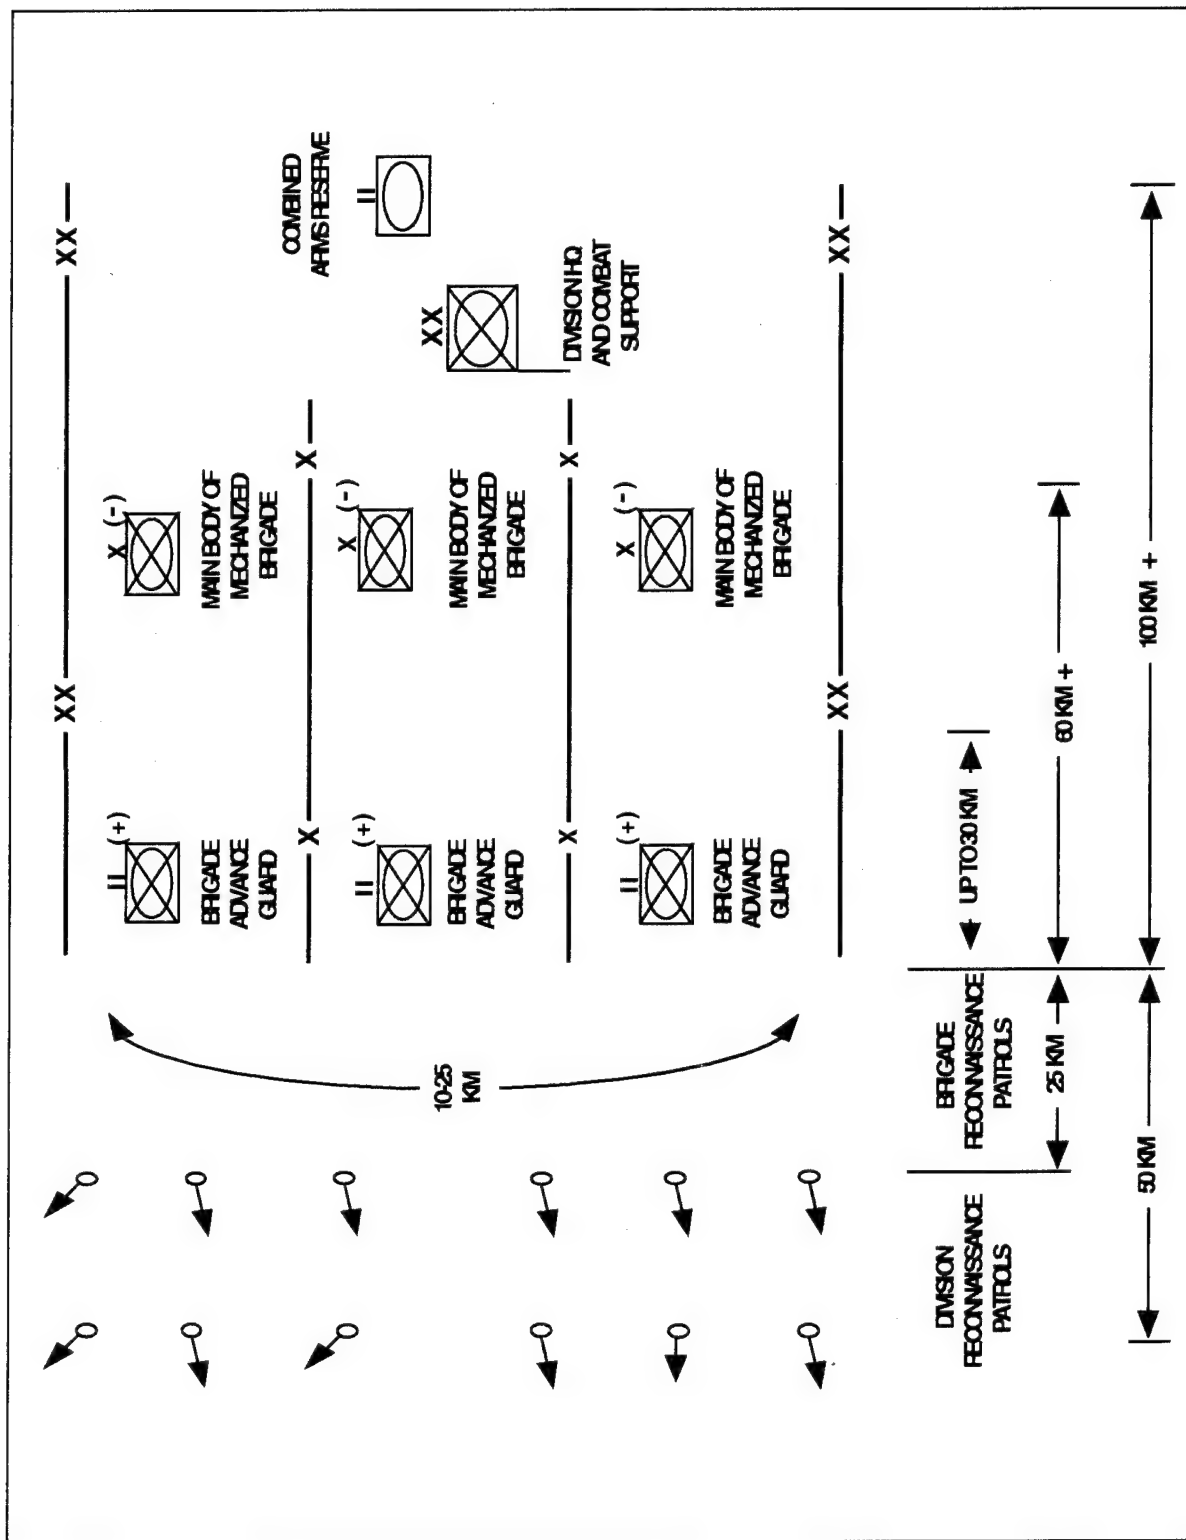 XX
XX
COMBINED
ARMS RESERVE
II
II (+)
BRIGADE
ADVANCE
GUARD
X (-)
MAIN BODY OF
MECHANIZED
BRIGADE
X
X
XX
DIVISION HQ
AND COMBAT
SUPPORT
II (+)
BRIGADE
ADVANCE
GUARD
X (-)
MAIN BODY OF
MECHANIZED
BRIGADE
10-25
KM
X
X
II (+)
BRIGADE
ADVANCE
GUARD
X (-)
MAIN BODY OF
MECHANIZED
BRIGADE
XX
XX
DIVISION
RECONNAISSANCE
PATROLS
BRIGADE
RECONNAISSANCE
PATROLS
UP TO 30 KM
25 KM
60 KM +
50 KM
100 KM +